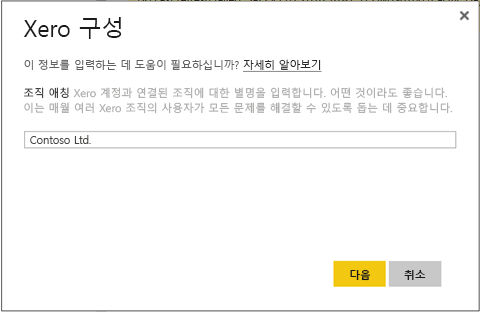 Xero 구성
이 정보를 입력하는 데 도움이 필요하십니까? 자세히 알아보기
조직 애칭 Xero 계정과 연결된 조직에 대한 별명을 입력합니다. 어떤 것이라도 좋습니다.
이는 매월 여러 Xero 조직의 사용자가 모든 문제를 해결할 수 있도록 돕는 데 중요합니다.
Contoso Ltd.
다음 취소